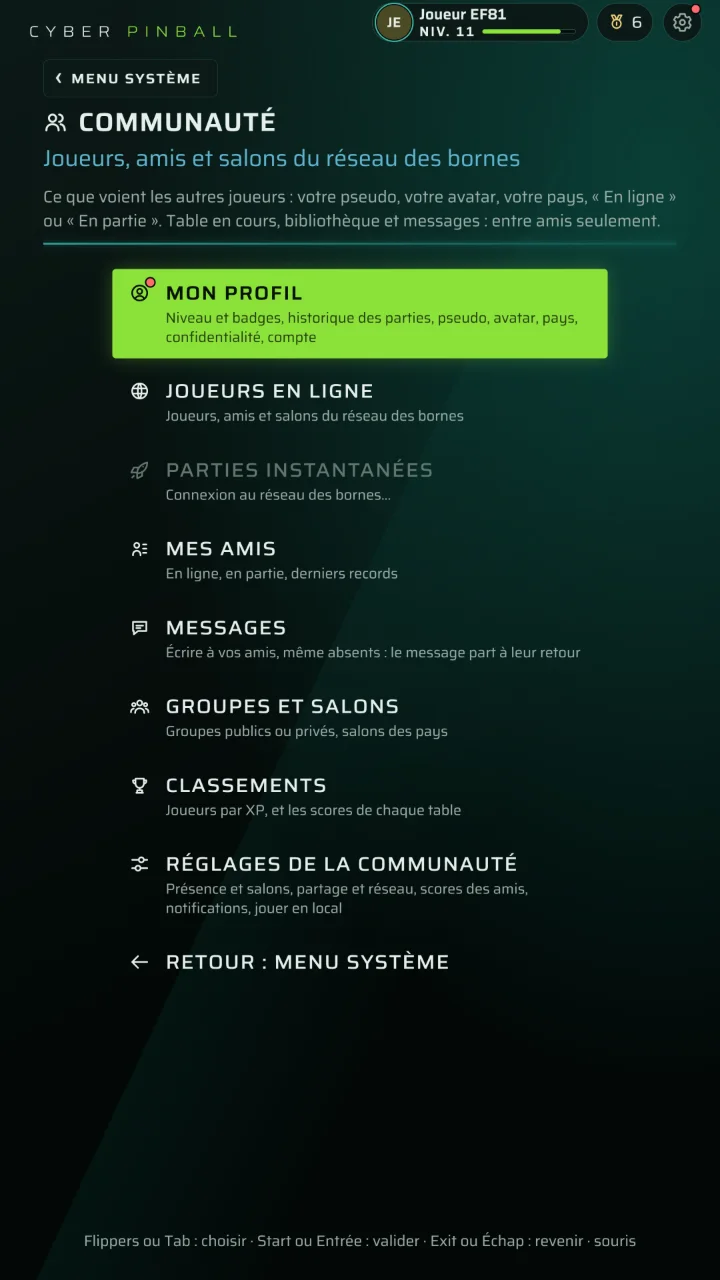 CYBER PINBALL
JE
Joueur EF81
NIV. 11
6
‹ MENU SYSTÈME
COMMUNAUTÉ
Joueurs, amis et salons du réseau des bornes
Ce que voient les autres joueurs : votre pseudo, votre avatar, votre pays, « En ligne »
ou « En partie ». Table en cours, bibliothèque et messages : entre amis seulement.
MON PROFIL
Niveau et badges, historique des parties, pseudo, avatar, pays,
confidentialité, compte
JOUEURS EN LIGNE
Joueurs, amis et salons du réseau des bornes
PARTIES INSTANTANÉES
Connexion au réseau des bornes...
MES AMIS
En ligne, en partie, derniers records
MESSAGES
Écrire à vos amis, même absents : le message part à leur retour
GROUPES ET SALONS
Groupes publics ou privés, salons des pays
CLASSEMENTS
Joueurs par XP, et les scores de chaque table
RÉGLAGES DE LA COMMUNAUTÉ
Présence et salons, partage et réseau, scores des amis,
notifications, jouer en local
← RETOUR : MENU SYSTÈME
Flippers ou Tab : choisir · Start ou Entrée : valider · Exit ou Échap : revenir · souris